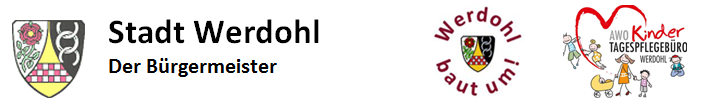 Stadt Werdohl
Der Bürgermeister
Werdohl
baut um!
AWO Kinder
TAGESPFLEGEBÜRO
WERDOHL